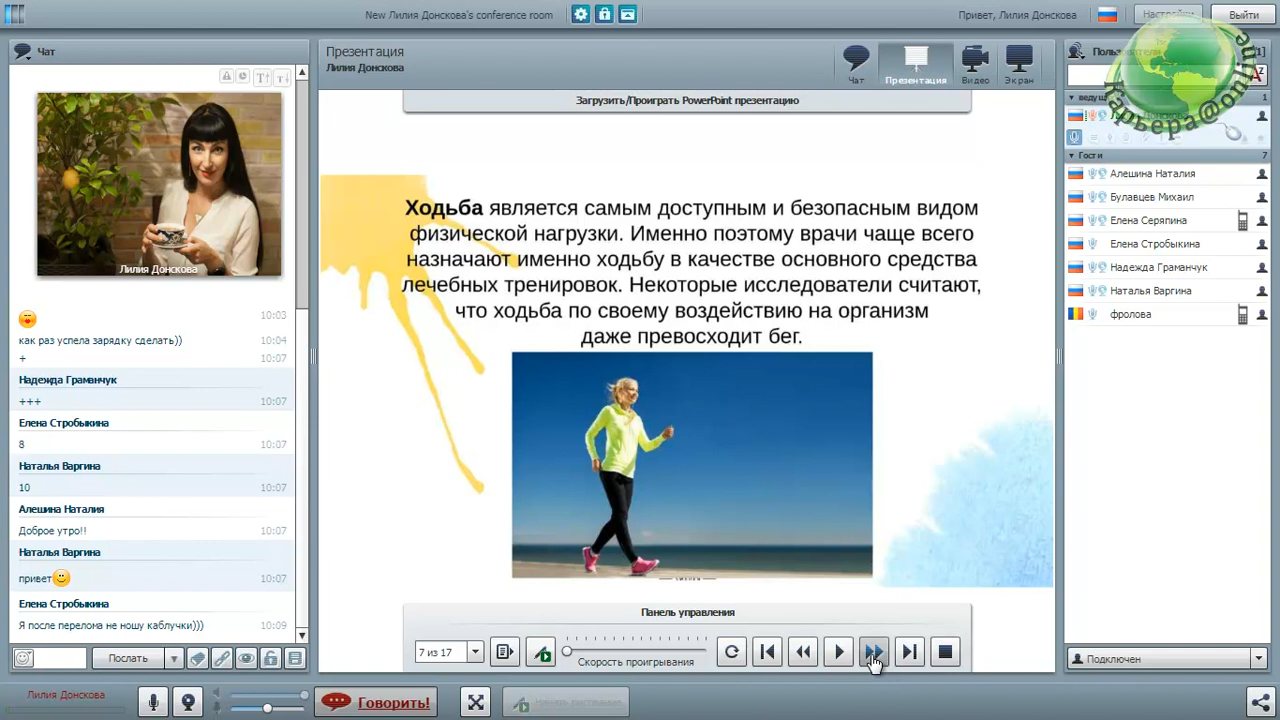 New Лилия Донскова's conference room
Привет, Лилия Донскова
Настройки
Выйти
Чат
Лилия Донскова
10:03
как раз успела зарядку сделать)) 10:04
+ 10:07
Надежда Граманчук
+++ 10:07
Елена Стробыкина
8 10:07
Наталья Варгина
10 10:07
Алешина Наталия
Доброе утро!! 10:07
Наталья Варгина
привет 10:07
Елена Стробыкина
Я после перелома не ношу каблучки))) 10:09
Послать
Презентация
Лилия Донскова
Чат
Презентация
Видео
Экран
Загрузить/Проиграть PowerPoint презентацию
Ходьба является самым доступным и безопасным видом
физической нагрузки. Именно поэтому врачи чаще всего
назначают именно ходьбу в качестве основного средства
лечебных тренировок. Некоторые исследователи считают,
что ходьба по своему воздействию на организм
даже превосходит бег.
Панель управления
7 из 17
Скорость проигрывания
Пользователи
1]
Карьера@online
ведущ 1
Гости 7
Алешина Наталия
Булавцев Михаил
Елена Серяпина
Елена Стробыкина
Надежда Граманчук
Наталья Варгина
фролова
Подключен
Лилия Донскова
Говорить!